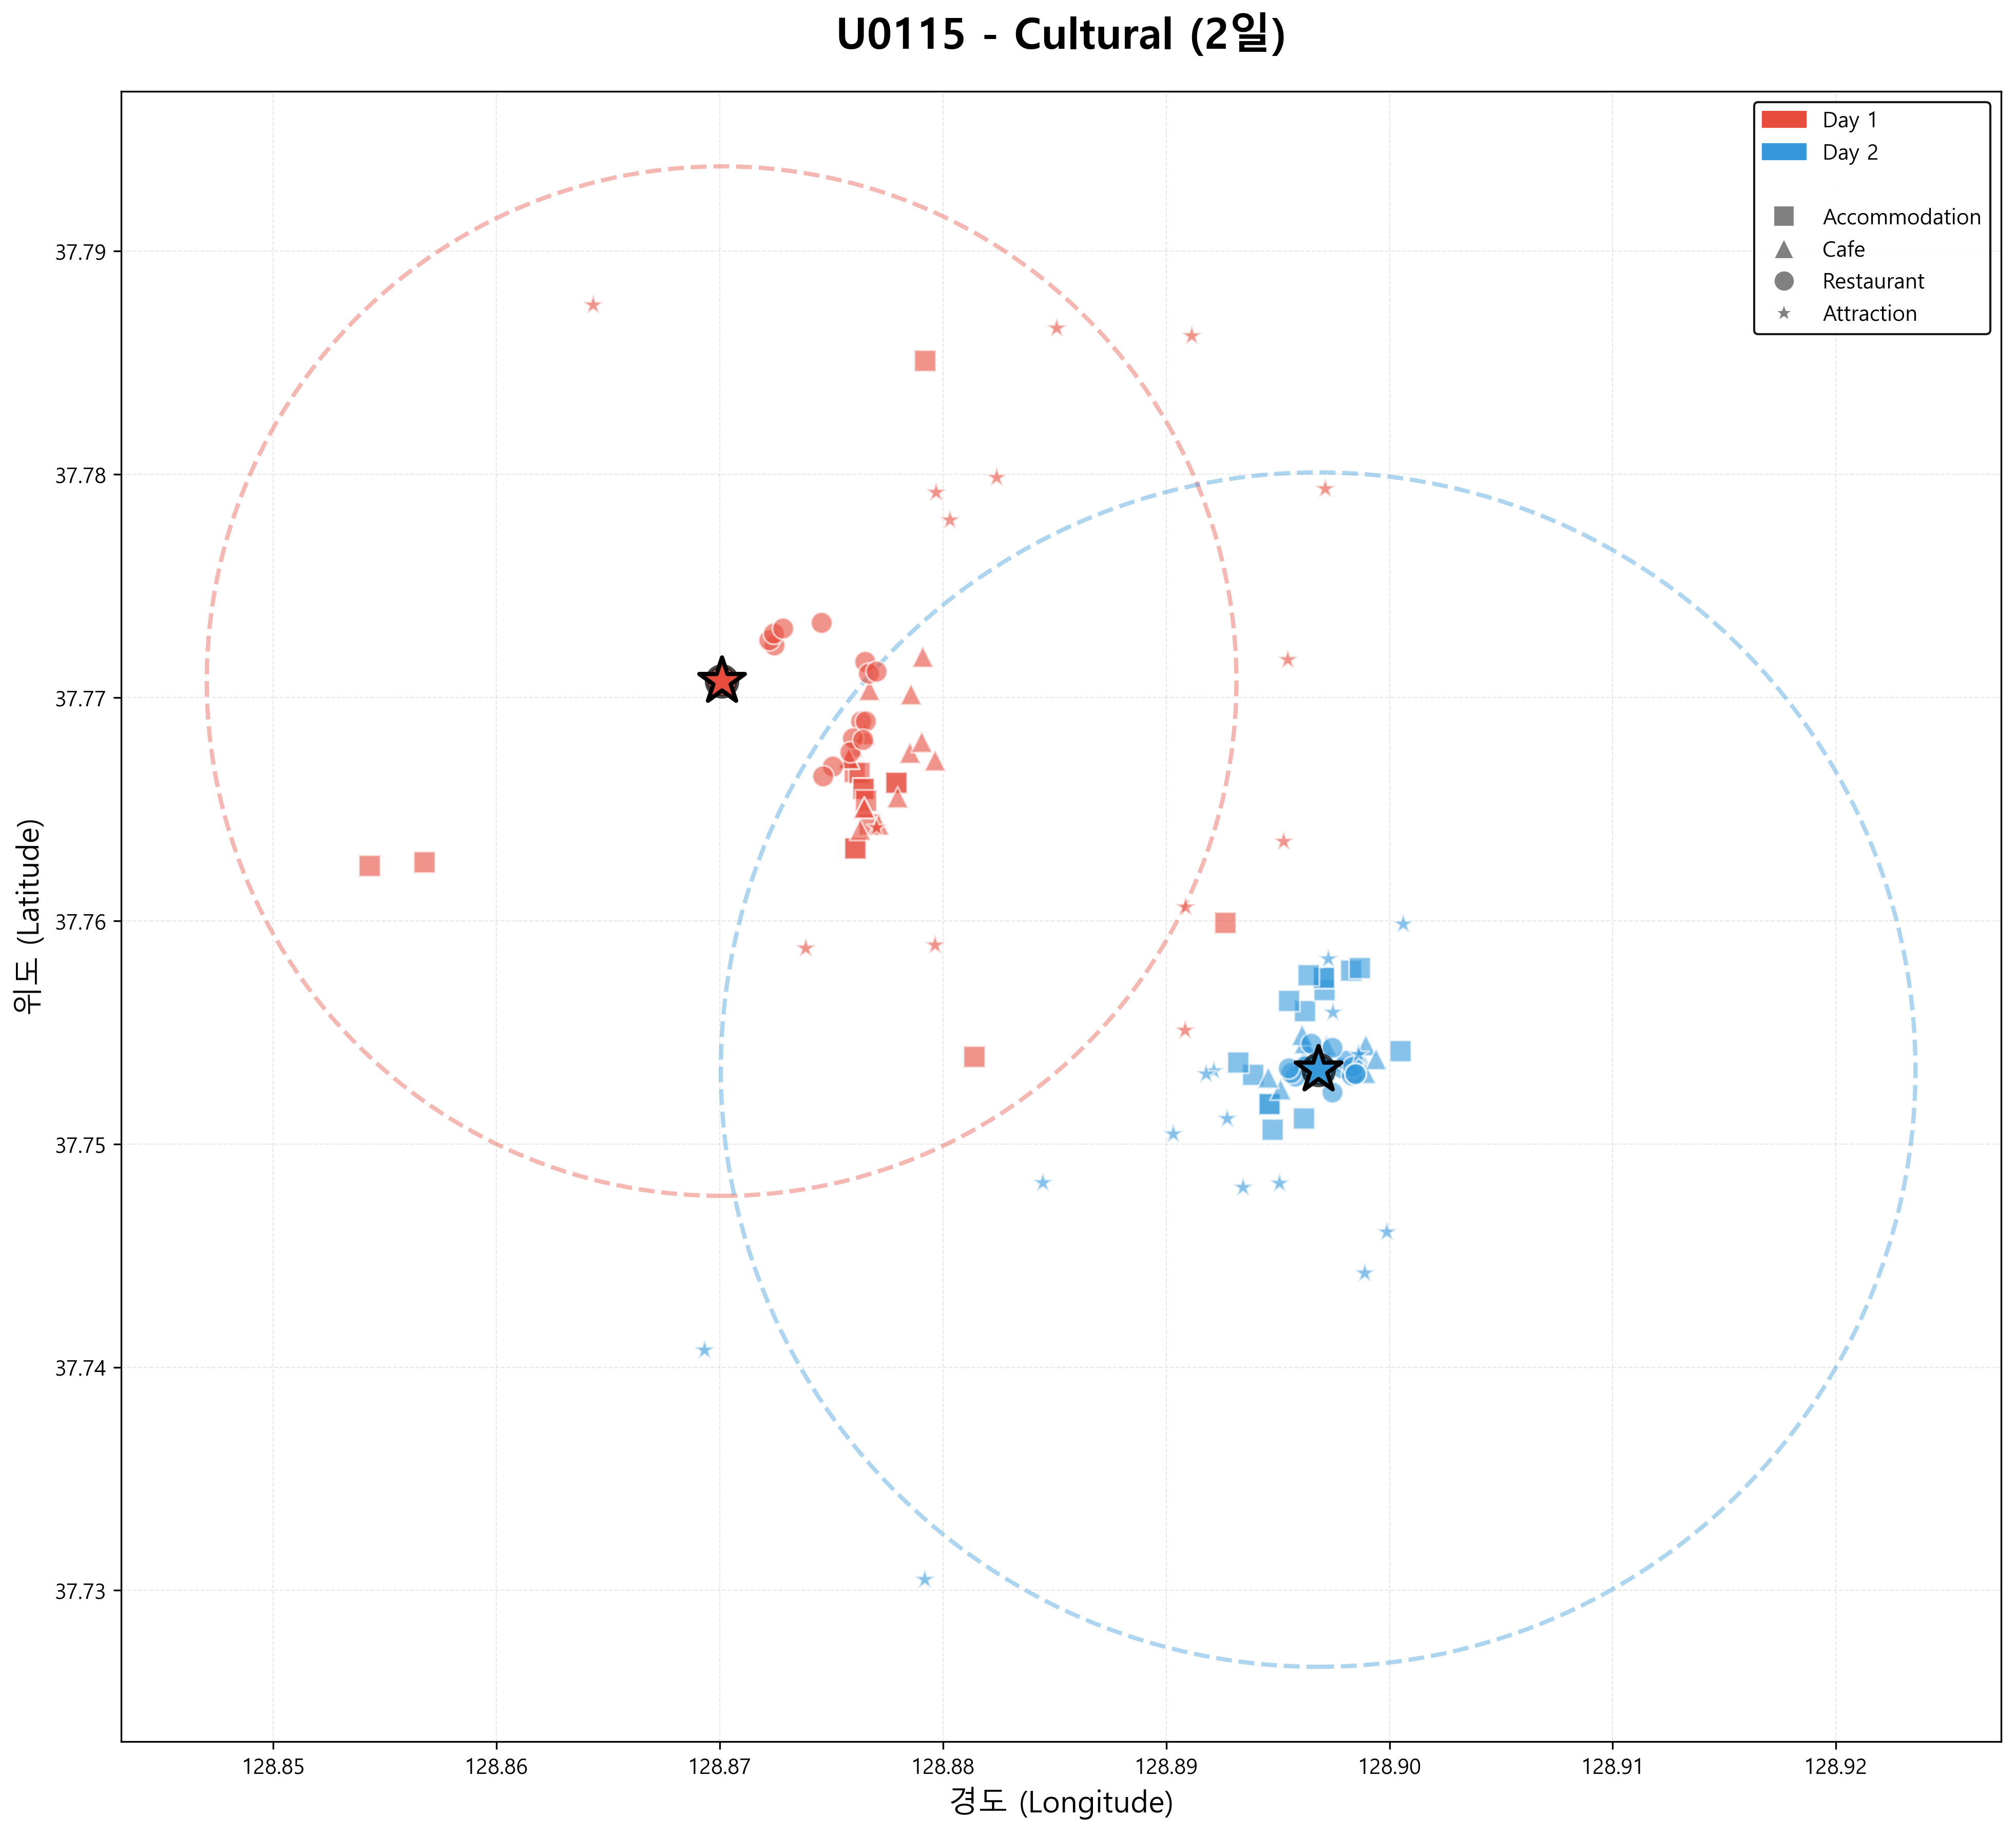 U0115 - Cultural (2일)
Day 1
Day 2
Accommodation
Cafe
Restaurant
Attraction
37.79
37.78
37.77
37.76
37.75
37.74
37.73
위도 (Latitude)
128.85
128.86
128.87
128.88
128.89
128.90
128.91
128.92
경도 (Longitude)